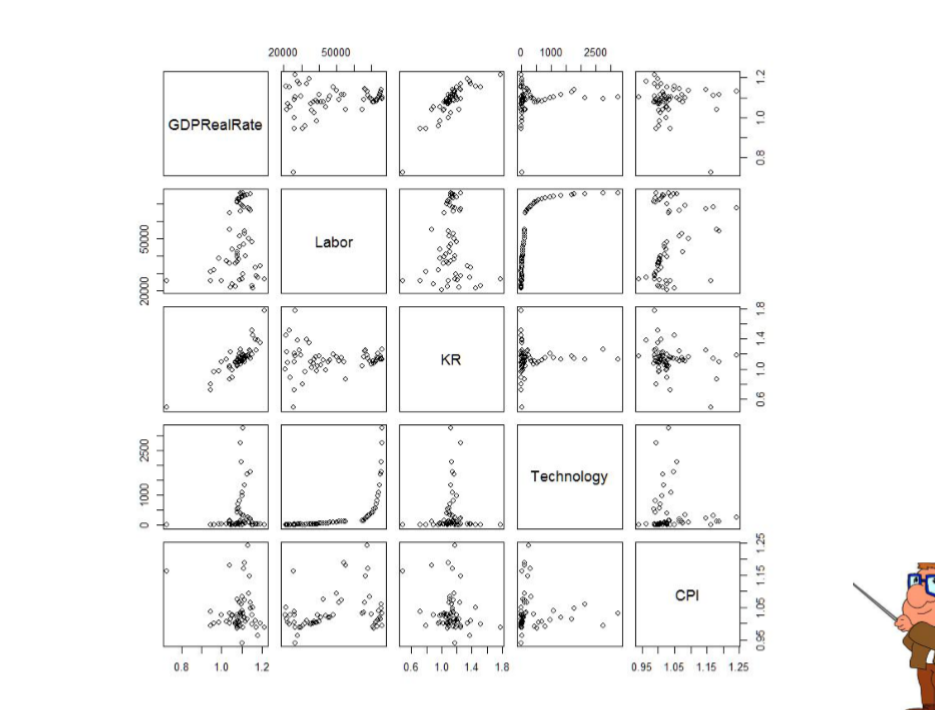 20000 50000 0 1000 2500
GDPRealRate
0.8 1.0 1.2
20000 50000
Labor
KR
0.6 1.0 1.4 1.8
0 1000 2500
Technology
CPI
0.95 1.05 1.15 1.25
0.8 1.0 1.2 0.6 1.0 1.4 1.8 0.95 1.05 1.15 1.25